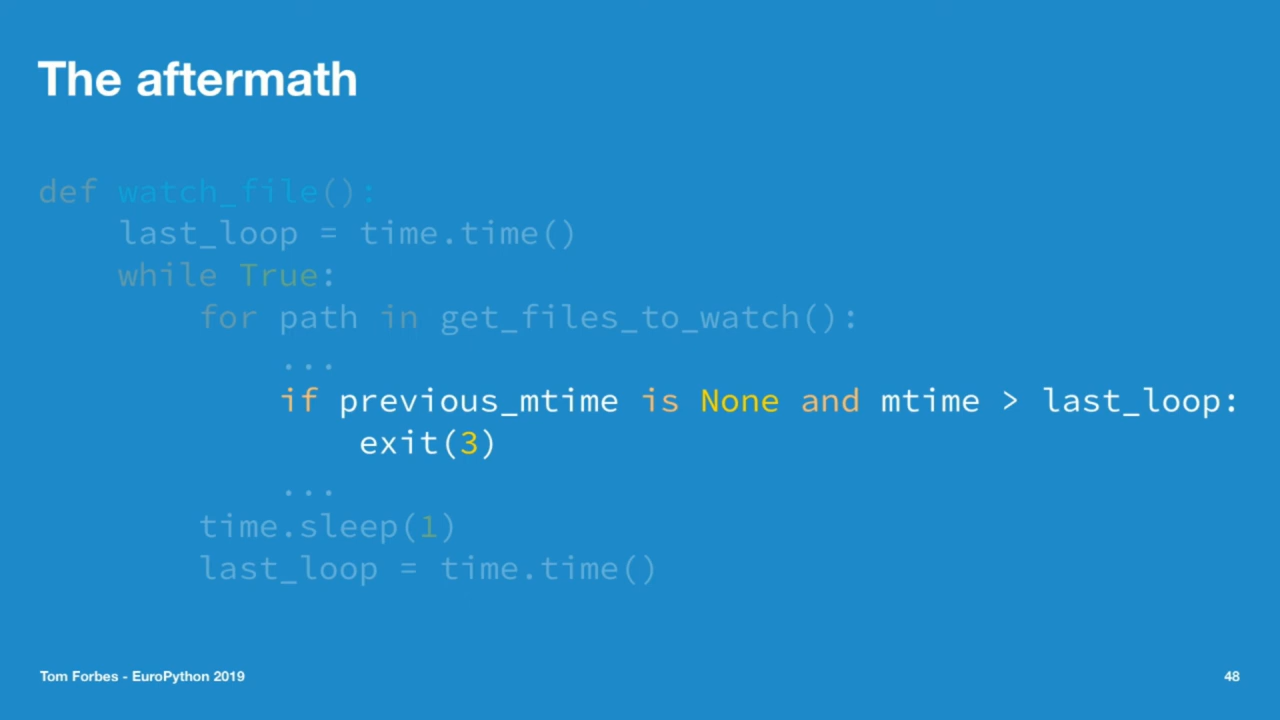 The aftermath
def watch_file():
    last_loop = time.time()
    while True:
        for path in get_files_to_watch():
            ...
            if previous_mtime is None and mtime > last_loop:
                exit(3)
            ...
        time.sleep(1)
        last_loop = time.time()
Tom Forbes - EuroPython 2019
48